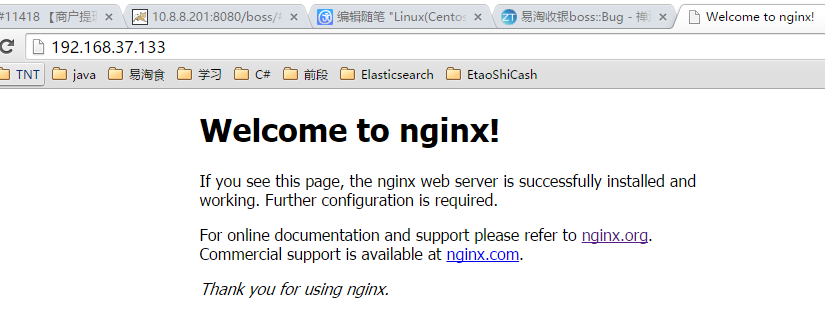 #11418 【商户提现
10.8.8.201:8080/boss/#
编辑随笔 "Linux(Centos
易淘收银boss::Bug - 禅道
Welcome to nginx!
192.168.37.133
TNT java 易淘食 学习 C# 前段 Elasticsearch EtaoShiCash
Welcome to nginx!
If you see this page, the nginx web server is successfully installed and
working. Further configuration is required.
For online documentation and support please refer to nginx.org.
Commercial support is available at nginx.com.
Thank you for using nginx.